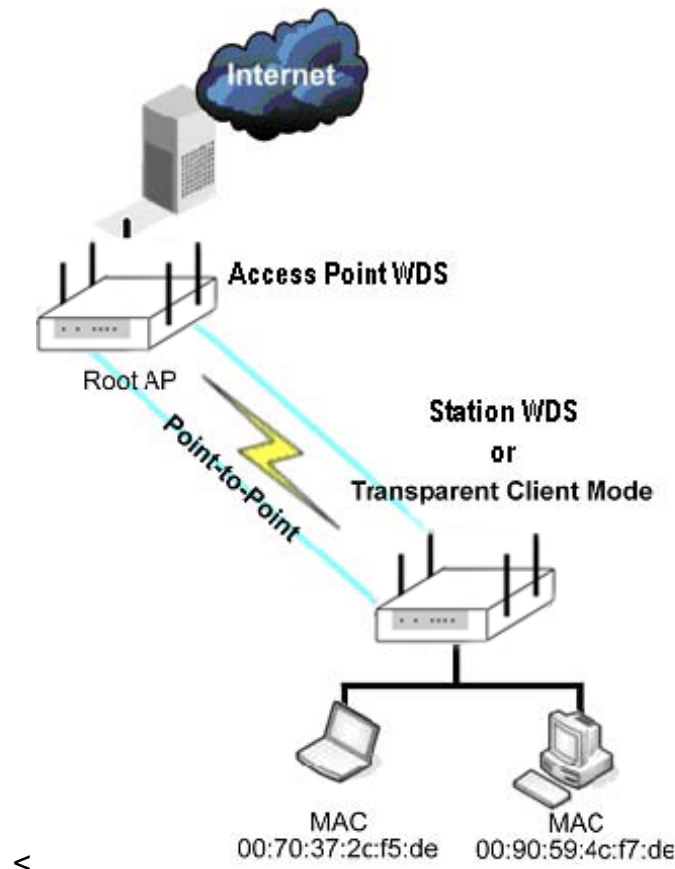 Internet
Access Point WDS
Root AP
Point-to-Point
Station WDS
or
Transparent Client Mode
MAC
00:70:37:2c:f5:de
MAC
00:90:59:4c:f7:de
<